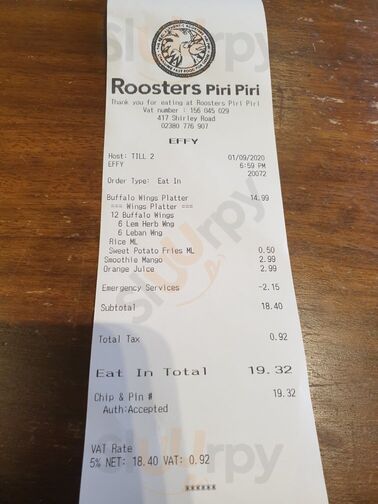 Roosters Piri Piri
Thank you for eating at Roosters Piri Piri
Vat number : 156 045 029
417 Shirley Road
02380 776 907
EFFY
Host: TILL 2 01/09/2020
EFFY 6:59 PM
20072
Order Type: Eat In
Buffalo Wings Platter 14.99
=== Wings Platter ===
12 Buffalo Wings
6 Lem Herb Wng
6 Leban Wng
Rice ML
Sweet Potato Fries ML 0.50
Smoothie Mango 2.99
Orange Juice 2.99
Emergency Services -2.15
Subtotal 18.40
Total Tax 0.92
Eat In Total 19.32
Chip & Pin # 19.32
Auth:Accepted
VAT Rate
5% NET: 18.40 VAT: 0.92
Sluurpy
Sluurpy
Sluurpy